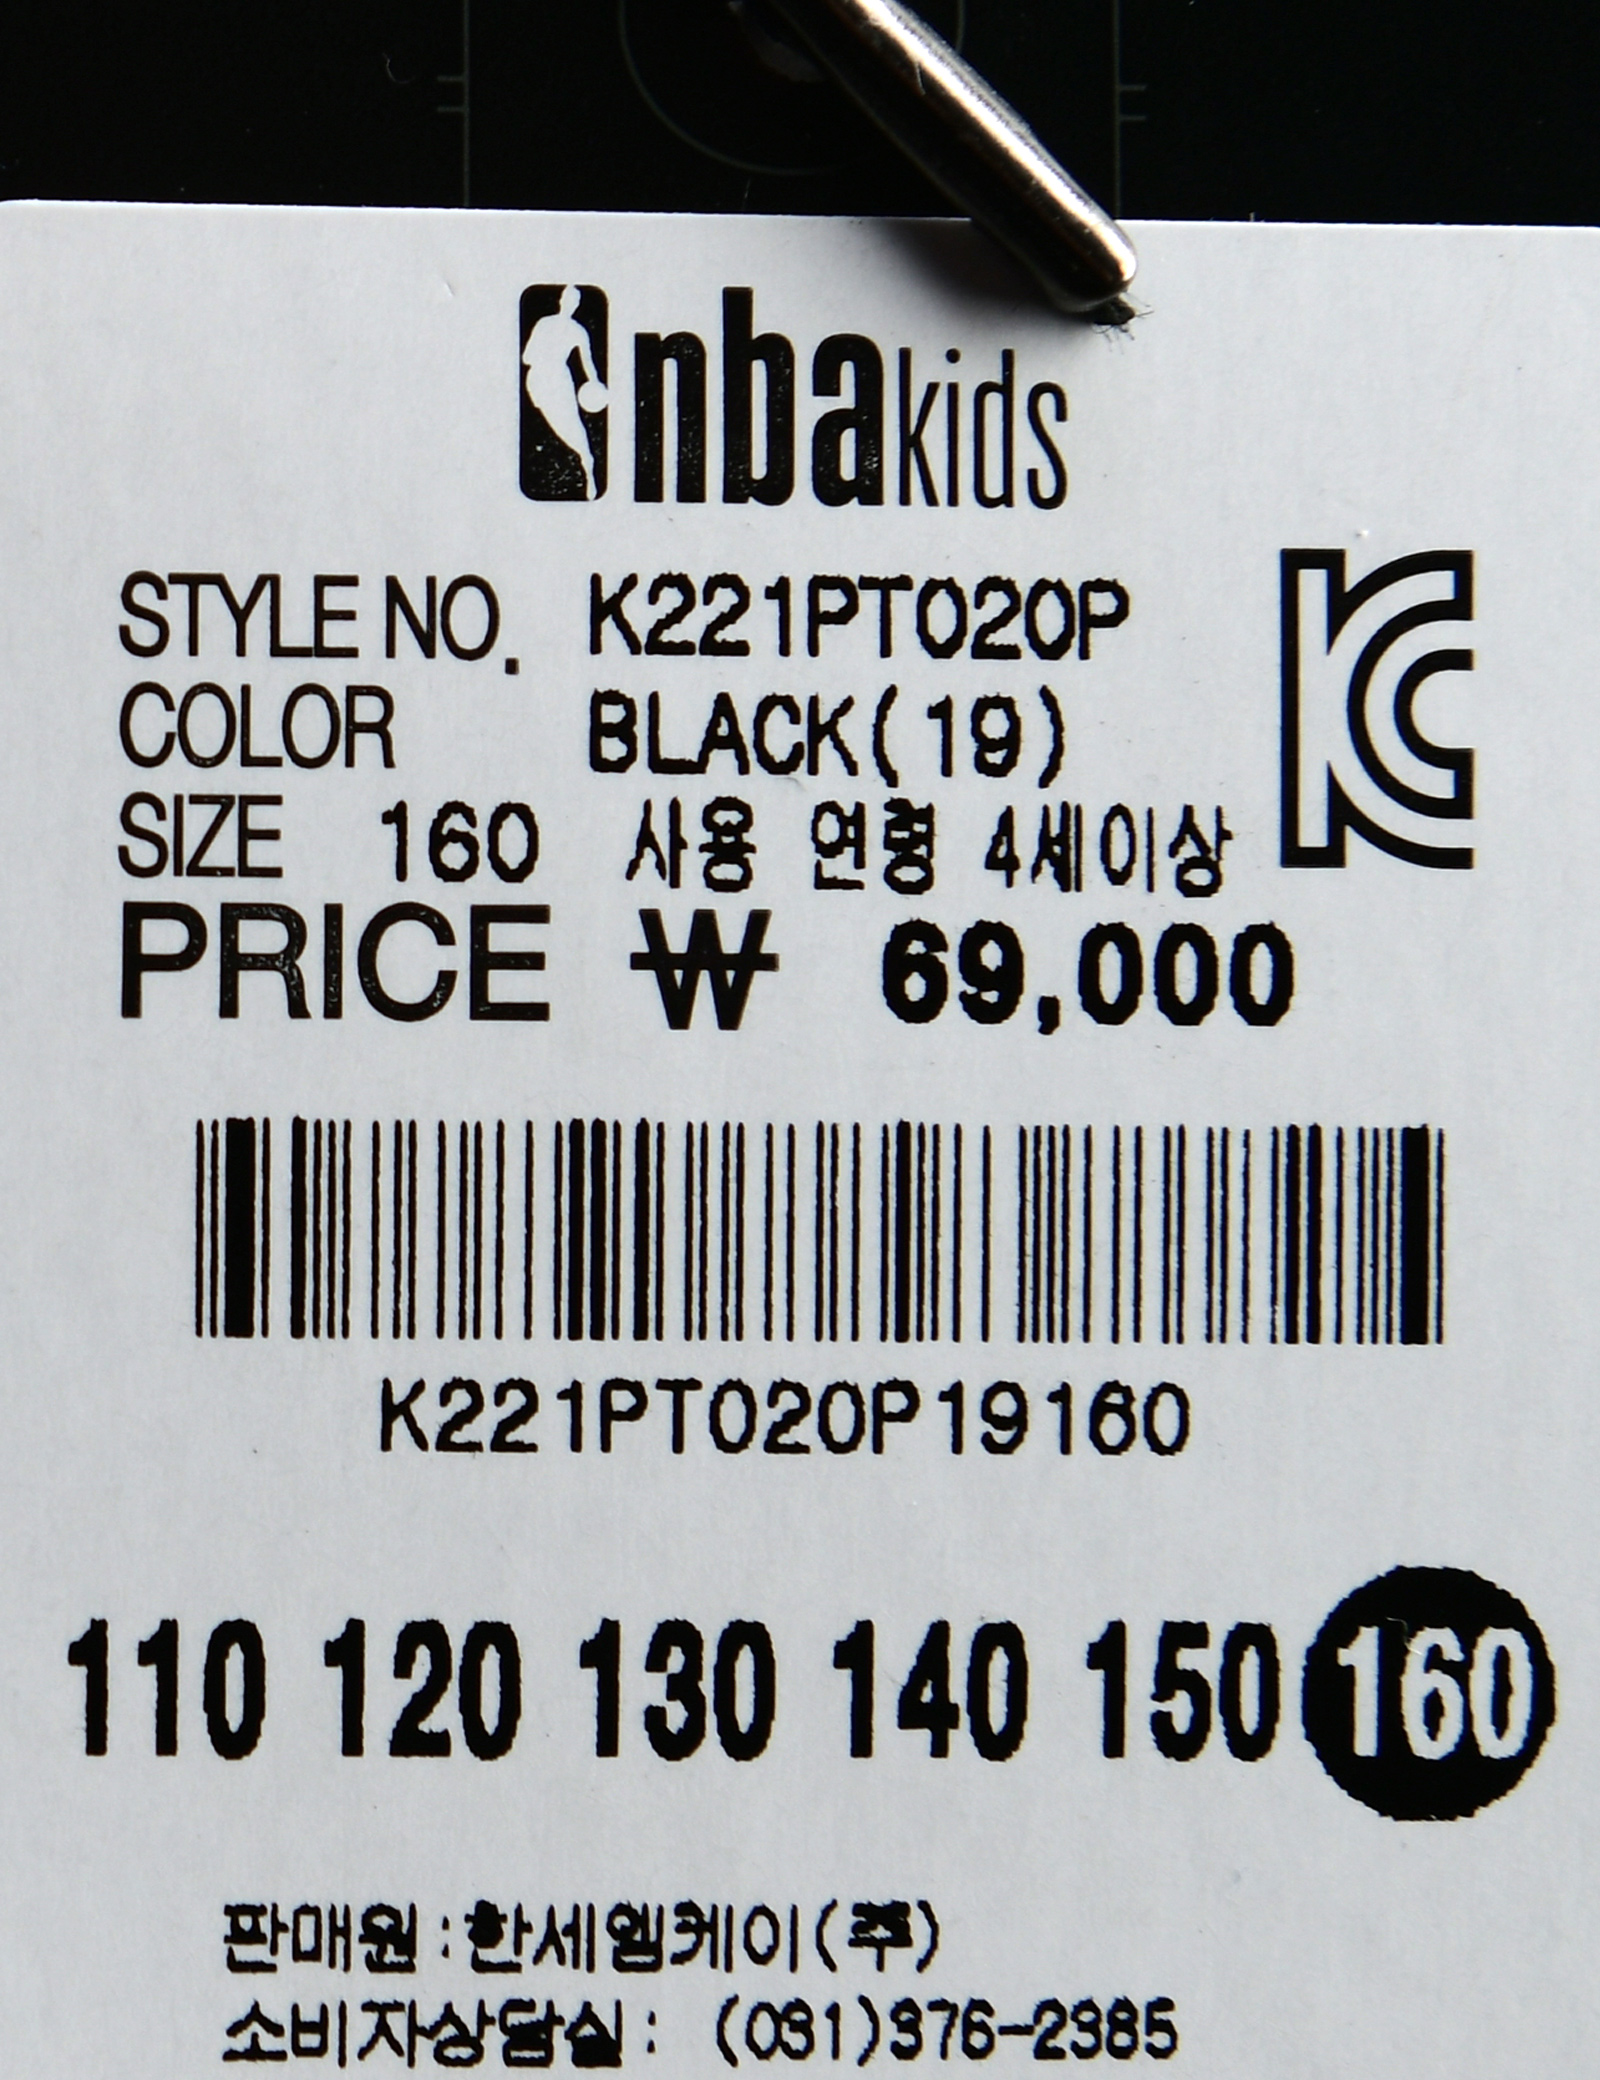 nbakids
STYLE NO. K221PT020P
COLOR BLACK(19)
SIZE 160 사용 연령 4세이상
PRICE ₩ 69,000
K221PT020P19160
110 120 130 140 150 160
판매원:한세엠케이(주)
소비자상담실: (031)376-2385